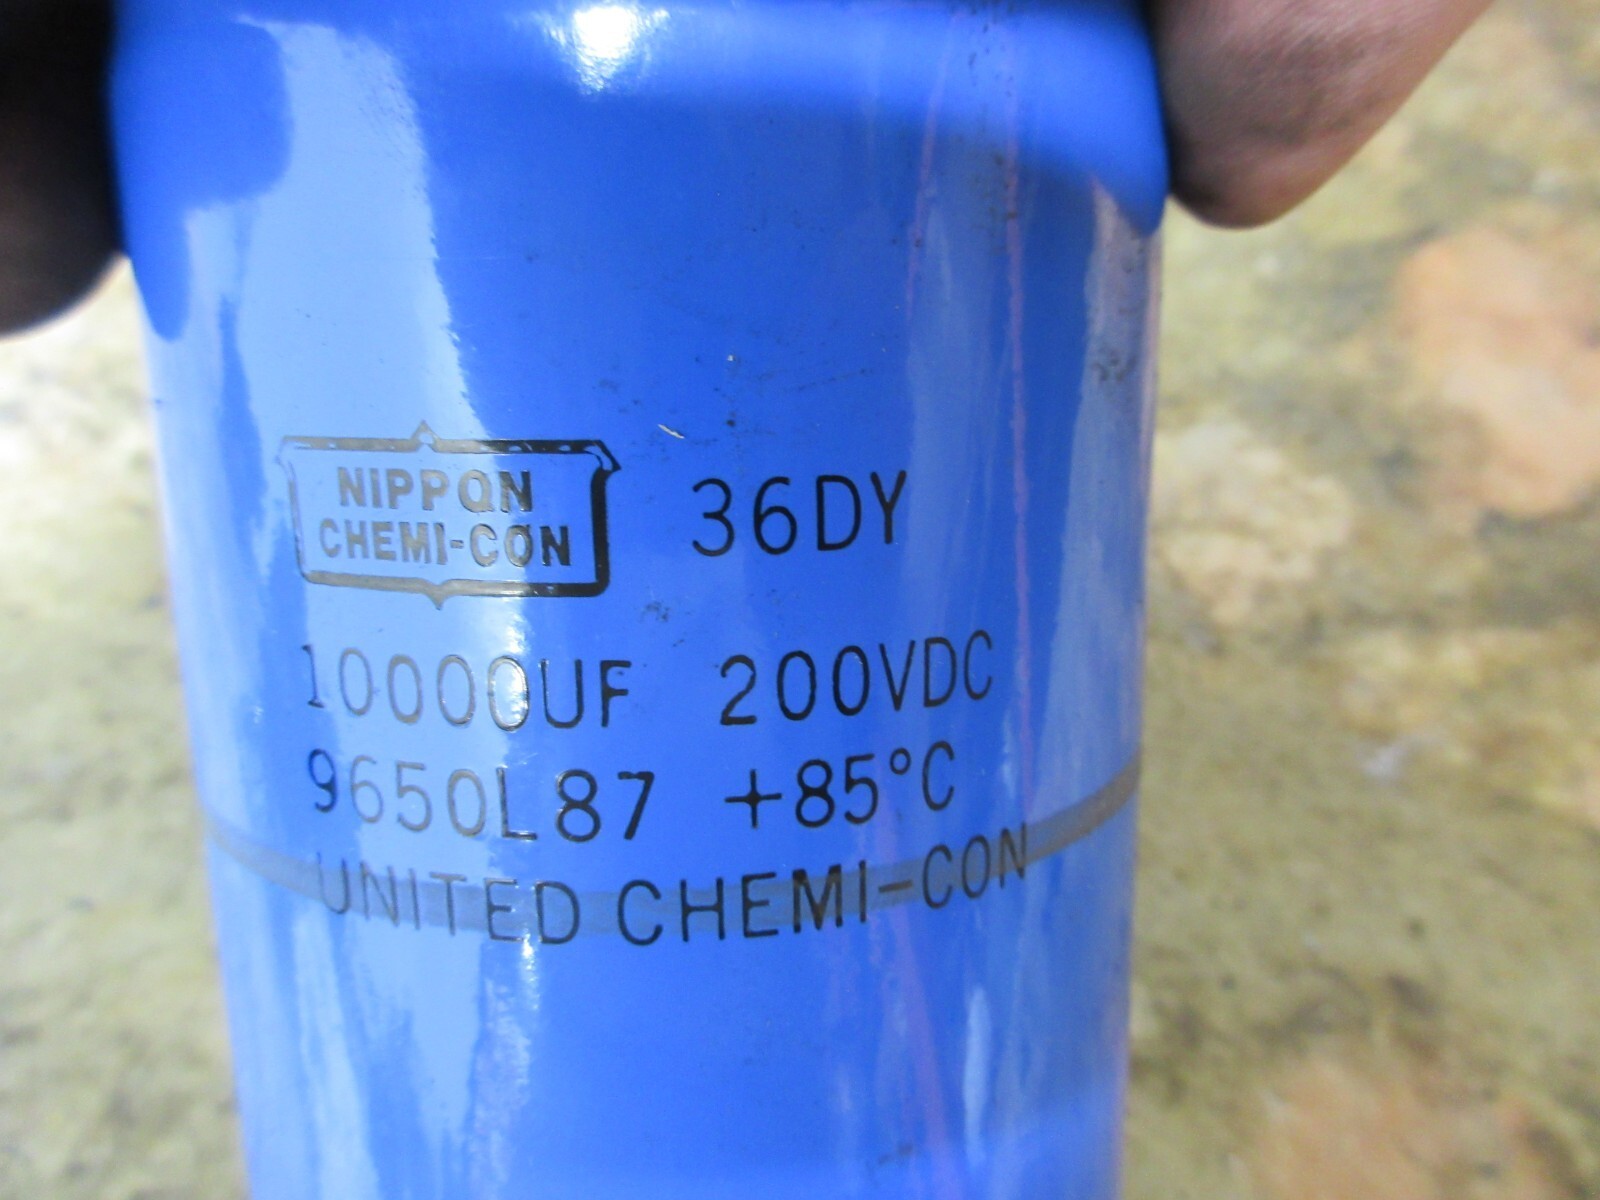 NIPPON
CHEMI-CON
36DY
10000UF 200VDC
9650L87 +85°C
UNITED CHEMI-CON